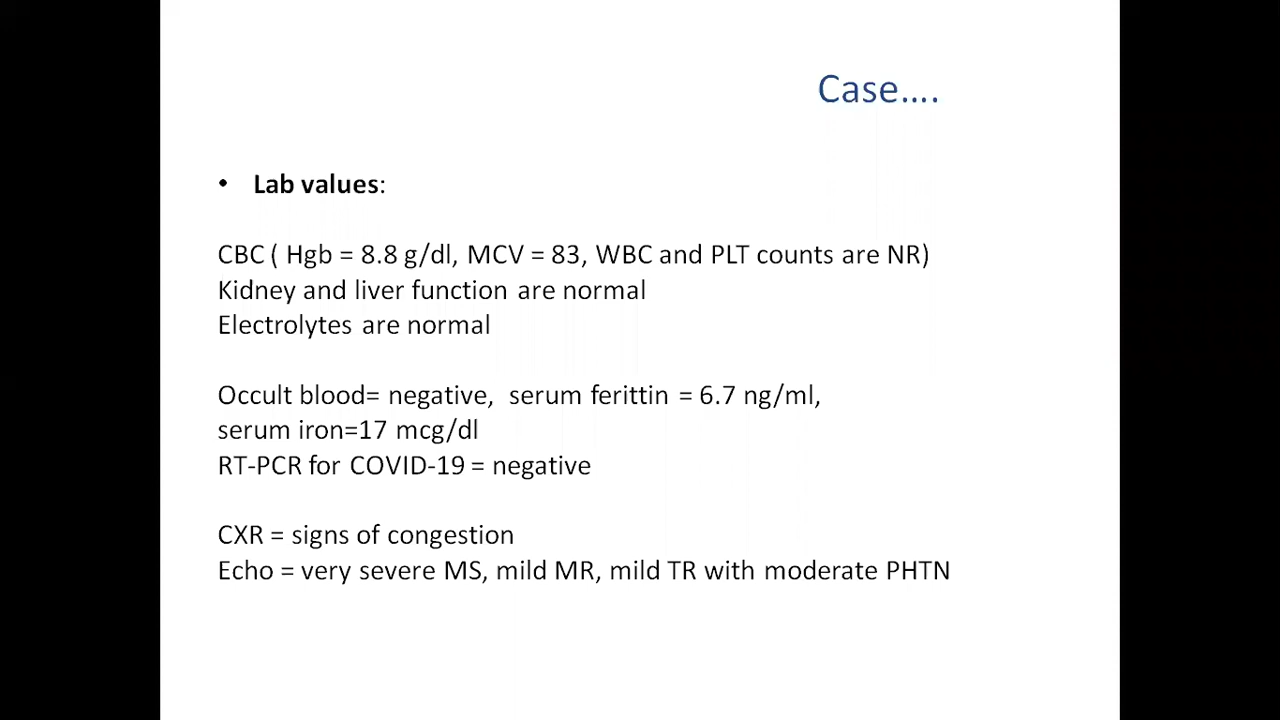 Case....
• Lab values:
CBC ( Hgb = 8.8 g/dl, MCV = 83, WBC and PLT counts are NR)
Kidney and liver function are normal
Electrolytes are normal
Occult blood= negative, serum ferittin = 6.7 ng/ml,
serum iron=17 mcg/dl
RT-PCR for COVID-19 = negative
CXR = signs of congestion
Echo = very severe MS, mild MR, mild TR with moderate PHTN